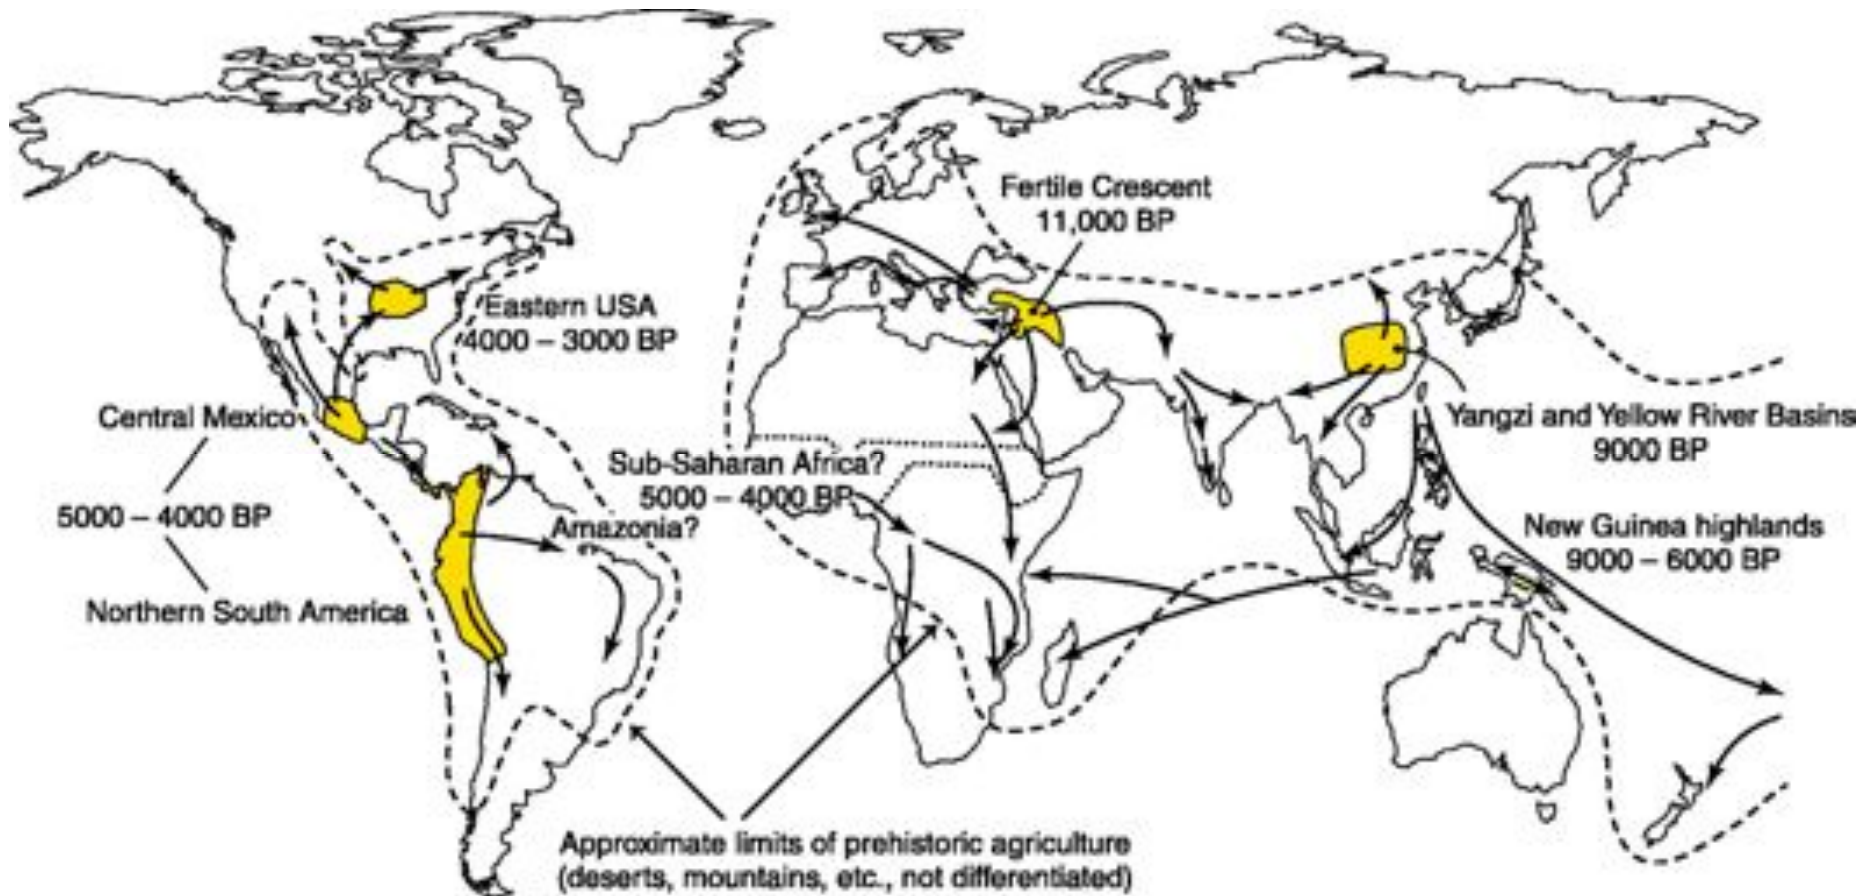 Fertile Crescent
11,000 BP
Eastern USA
4000 – 3000 BP
Central Mexico
5000 – 4000 BP
Northern South America
Sub-Saharan Africa?
5000 – 4000 BP
Amazonia?
Yangzi and Yellow River Basins
9000 BP
New Guinea highlands
9000 – 6000 BP
Approximate limits of prehistoric agriculture
(deserts, mountains, etc., not differentiated)